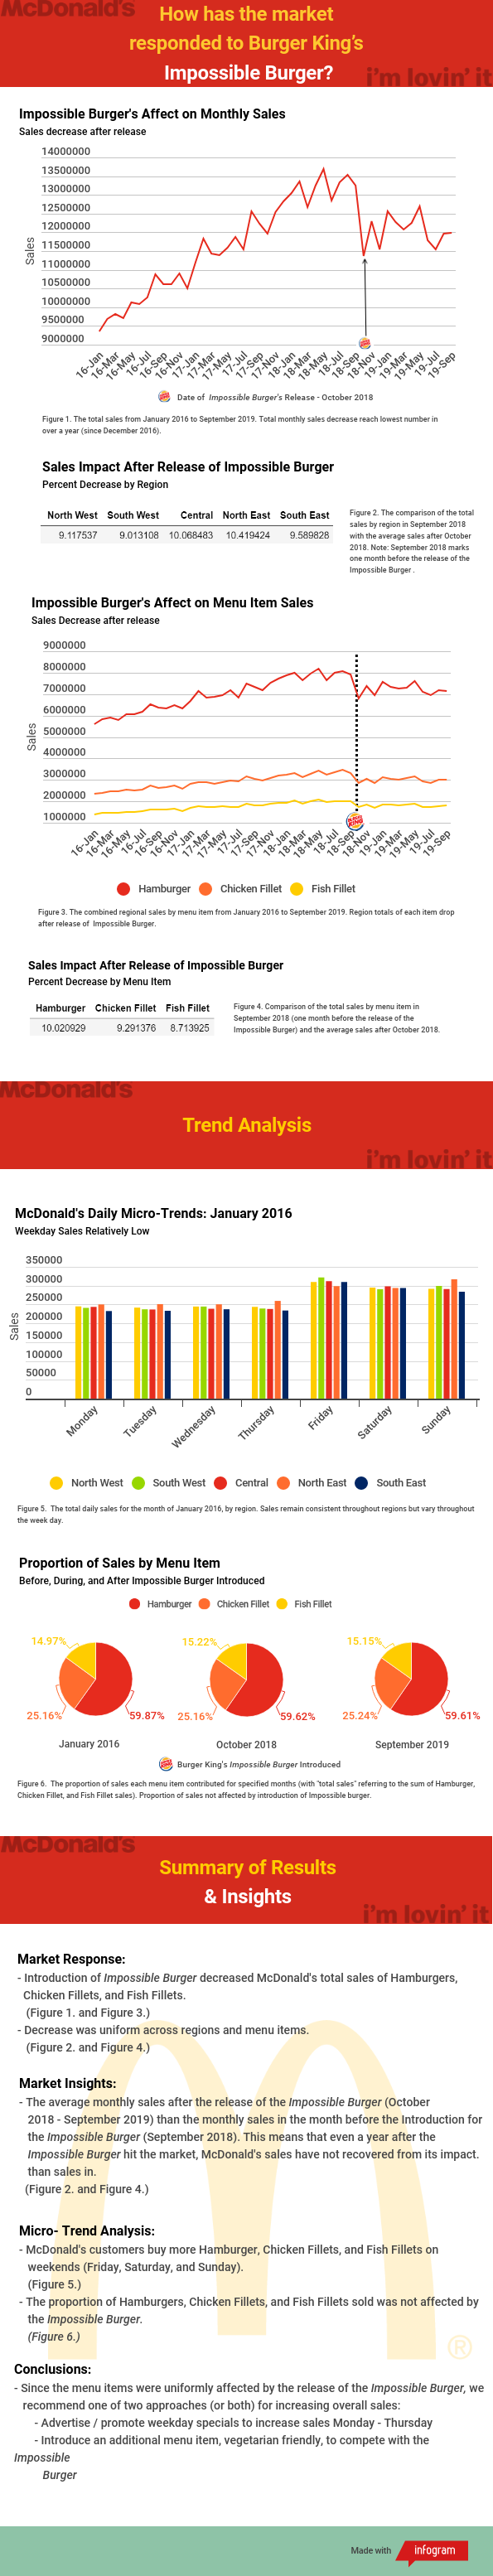 McDonald's
How has the market
responded to Burger King's
Impossible Burger?
i'm lovin' it
Impossible Burger's Affect on Monthly Sales
Sales decrease after release
14000000
13500000
13000000
12500000
12000000
11500000
11000000
10500000
10000000
9500000
9000000
Sales
16-Jan
16-Mar
16-May
16-Jul
16-Sep
16-Nov
17-Jan
17-Mar
17-May
17-Jul
17-Sep
17-Nov
18-Jan
18-Mar
18-May
18-Jul
18-Sep
18-Nov
19-Jan
19-Mar
19-May
19-Jul
19-Sep
Date of Impossible Burger's Release - October 2018
Figure 1. The total sales from January 2016 to September 2019. Total monthly sales decrease reach lowest number in
over a year (since December 2016).
Sales Impact After Release of Impossible Burger
Percent Decrease by Region
North West South West Central North East South East
9.117537 9.013108 10.068483 10.419424 9.589828
Figure 2. The comparison of the total
sales by region in September 2018
with the average sales after October
2018. Note: September 2018 marks
one month before the release of the
Impossible Burger .
Impossible Burger's Affect on Menu Item Sales
Sales Decrease after release
9000000
8000000
7000000
6000000
5000000
4000000
3000000
2000000
1000000
Sales
16-Jan
16-Mar
16-May
16-Jul
16-Sep
16-Nov
17-Jan
17-Mar
17-May
17-Jul
17-Sep
17-Nov
18-Jan
18-Mar
18-May
18-Jul
18-Sep
18-Nov
19-Jan
19-Mar
19-May
19-Jul
19-Sep
Hamburger Chicken Fillet Fish Fillet
Figure 3. The combined regional sales by menu item from January 2016 to September 2019. Region totals of each item drop
after release of Impossible Burger.
Sales Impact After Release of Impossible Burger
Percent Decrease by Menu Item
Hamburger Chicken Fillet Fish Fillet
10.020929 9.291376 8.713925
Figure 4. Comparison of the total sales by menu item in
September 2018 (one month before the release of the
Impossible Burger) and the average sales after October 2018.
McDonald's
Trend Analysis
i'm lovin' it
McDonald's Daily Micro-Trends: January 2016
Weekday Sales Relatively Low
350000
300000
250000
200000
150000
100000
50000
0
Sales
Monday
Tuesday
Wednesday
Thursday
Friday
Saturday
Sunday
North West South West Central North East South East
Figure 5. The total daily sales for the month of January 2016, by region. Sales remain consistent throughout regions but vary throughout
the week day.
Proportion of Sales by Menu Item
Before, During, and After Impossible Burger Introduced
Hamburger Chicken Fillet Fish Fillet
14.97% 15.22% 15.15%
25.16% 59.87% 25.16% 59.62% 25.24% 59.61%
January 2016 October 2018 September 2019
Burger King's Impossible Burger Introduced
Figure 6. The proportion of sales each menu item contributed for specified months (with "total sales" referring to the sum of Hamburger,
Chicken Fillet, and Fish Fillet sales). Proportion of sales not affected by introduction of Impossible burger.
McDonald's
Summary of Results
& Insights
i'm lovin' it
Market Response:
- Introduction of Impossible Burger decreased McDonald's total sales of Hamburgers,
Chicken Fillets, and Fish Fillets.
(Figure 1. and Figure 3.)
- Decrease was uniform across regions and menu items.
(Figure 2. and Figure 4.)
Market Insights:
- The average monthly sales after the release of the Impossible Burger (October
2018 - September 2019) than the monthly sales in the month before the Introduction for
the Impossible Burger (September 2018). This means that even a year after the
Impossible Burger hit the market, McDonald's sales have not recovered from its impact.
than sales in.
(Figure 2. and Figure 4.)
Micro- Trend Analysis:
- McDonald's customers buy more Hamburger, Chicken Fillets, and Fish Fillets on
weekends (Friday, Saturday, and Sunday).
(Figure 5.)
- The proportion of Hamburgers, Chicken Fillets, and Fish Fillets sold was not affected by
the Impossible Burger.
(Figure 6.)
®
Conclusions:
- Since the menu items were uniformly affected by the release of the Impossible Burger, we
recommend one of two approaches (or both) for increasing overall sales:
- Advertise / promote weekday specials to increase sales Monday - Thursday
- Introduce an additional menu item, vegetarian friendly, to compete with the
Impossible
Burger
Made with infogram